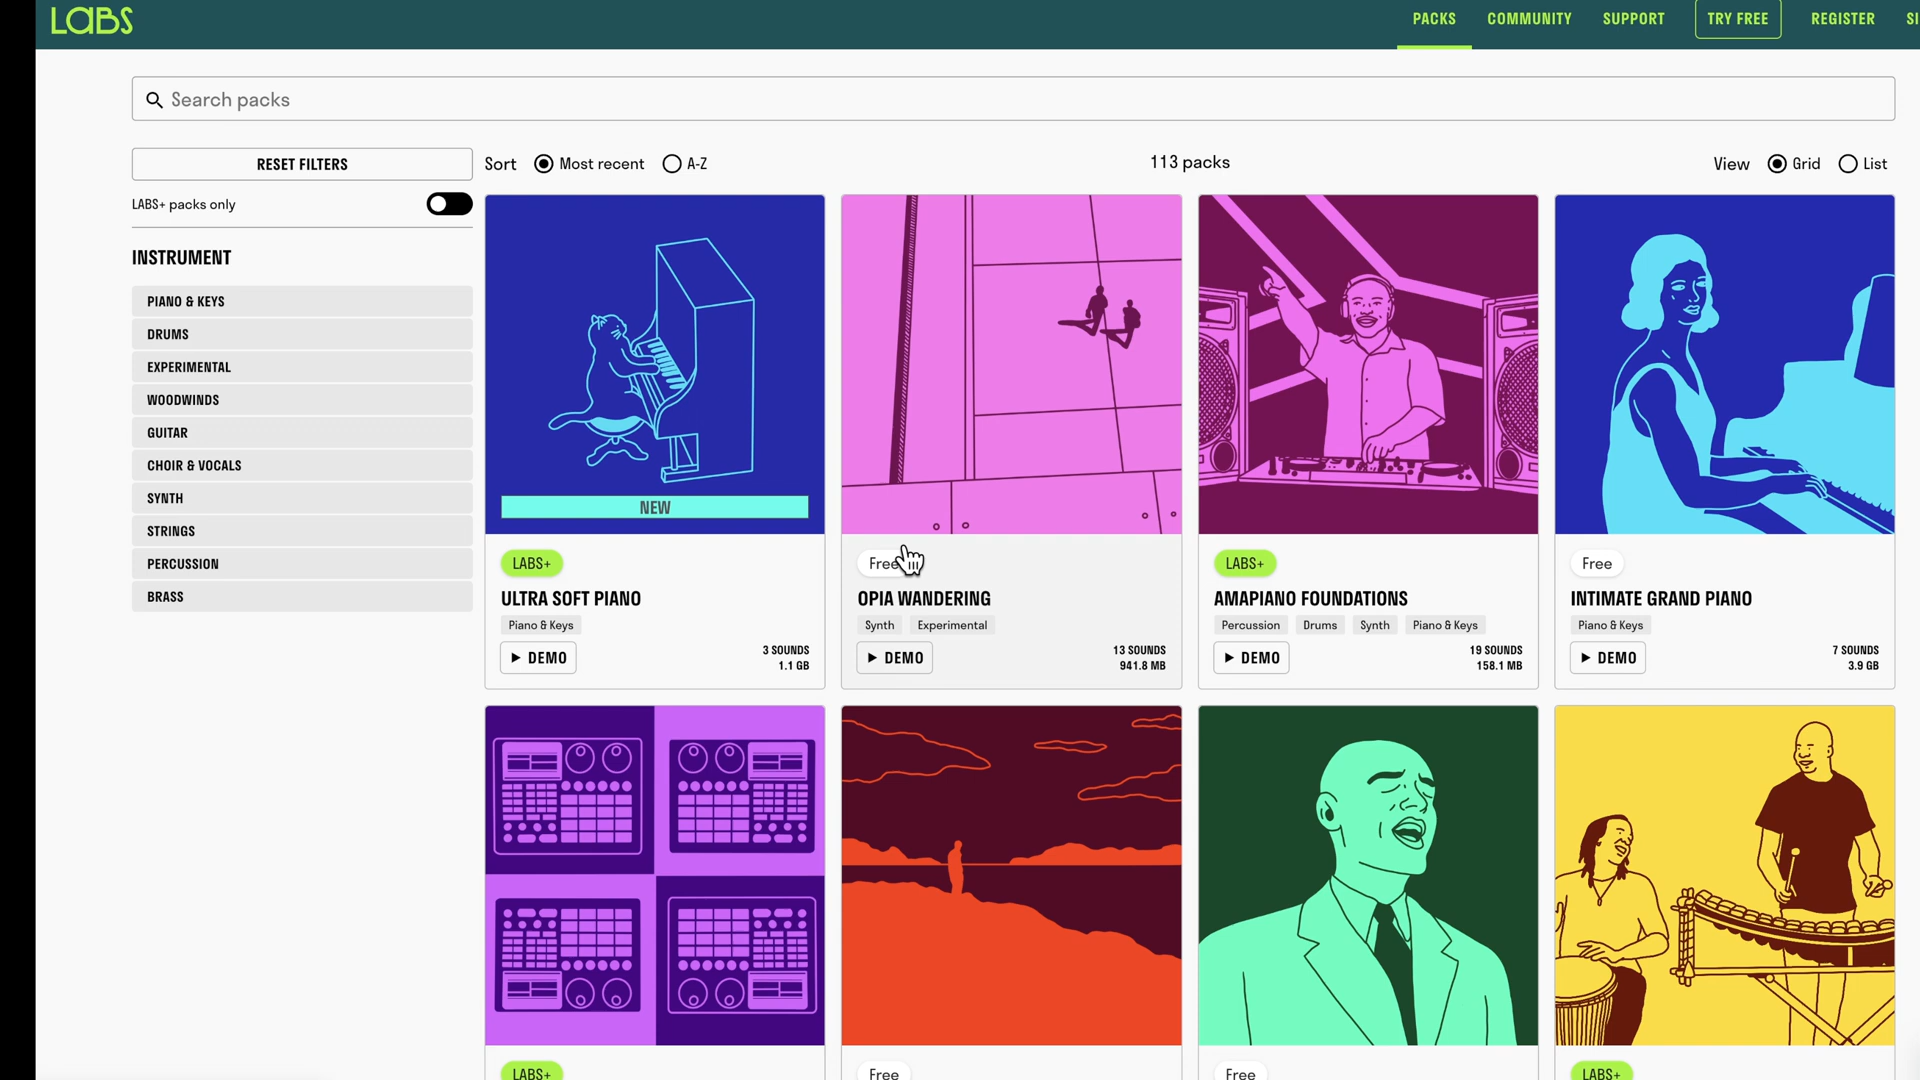 LABS
PACKS COMMUNITY SUPPORT TRY FREE REGISTER
Search packs
RESET FILTERS
Sort Most recent A-Z 113 packs View Grid List
LABS+ packs only
INSTRUMENT
PIANO & KEYS
DRUMS
EXPERIMENTAL
WOODWINDS
GUITAR
CHOIR & VOCALS
SYNTH
STRINGS
PERCUSSION
BRASS
NEW
LABS+
ULTRA SOFT PIANO
Piano & Keys
DEMO
3 SOUNDS
1.1 GB
Free
OPIA WANDERING
Synth Experimental
DEMO
13 SOUNDS
941.8 MB
LABS+
AMAPIANO FOUNDATIONS
Percussion Drums Synth Piano & Keys
DEMO
19 SOUNDS
158.1 MB
Free
INTIMATE GRAND PIANO
Piano & Keys
DEMO
7 SOUNDS
3.9 GB
LABS+
Free
Free
LABS+